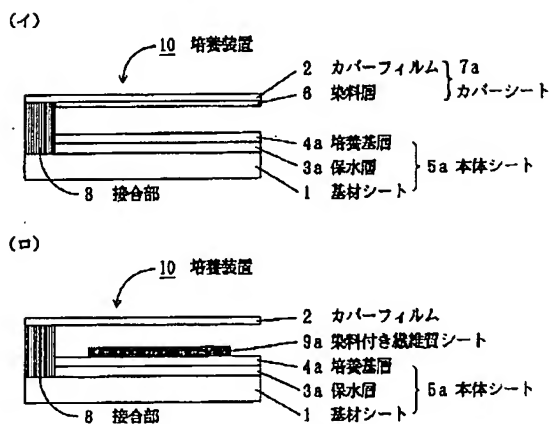 (イ)
10 培養装置
2 カバーフィルム
6 染料層
7a
カバーシート
4a 培養基層
3a 保水層
1 基材シート
5a 本体シート
8 接合部
(ロ)
10 培養装置
2 カバーフィルム
9a 染料付き繊維質シート
4a 培養基層
3a 保水層
1 基材シート
5a 本体シート
8 接合部